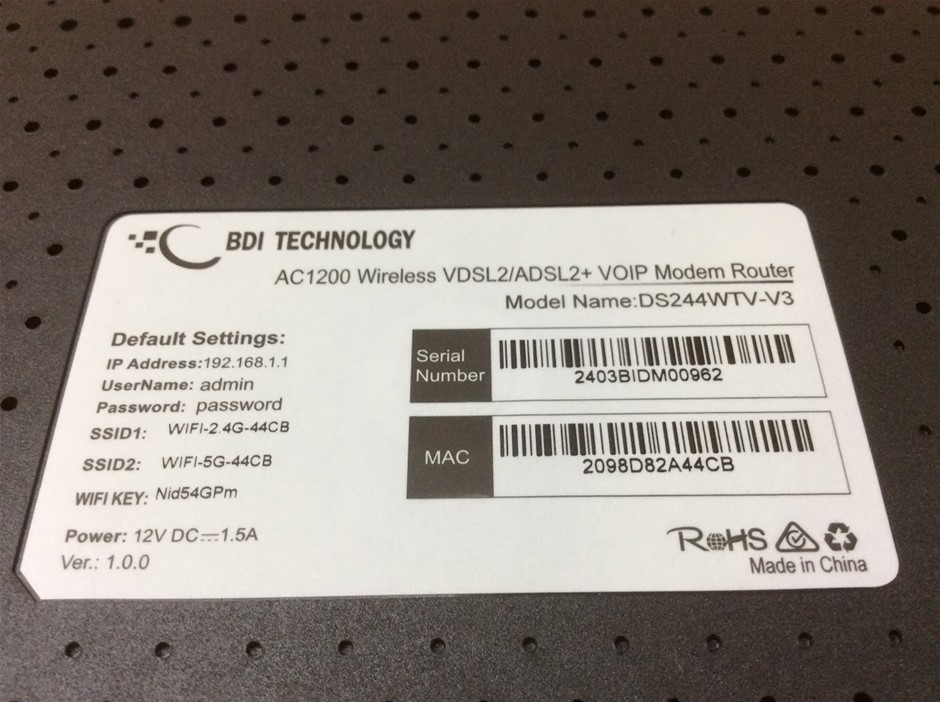 BDI TECHNOLOGY
AC1200 Wireless VDSL2/ADSL2+ VOIP Modem Router
Model Name:DS244WTV-V3
Default Settings:
IP Address:192.168.1.1
UserName: admin
Password: password
SSID1: WIFI-2.4G-44CB
SSID2: WIFI-5G-44CB
WIFI KEY: Nid54GPm
Power: 12V DC⎓1.5A
Ver.: 1.0.0
Serial
Number
2403BIDM00962
MAC
2098D82A44CB
RoHS
Made in China